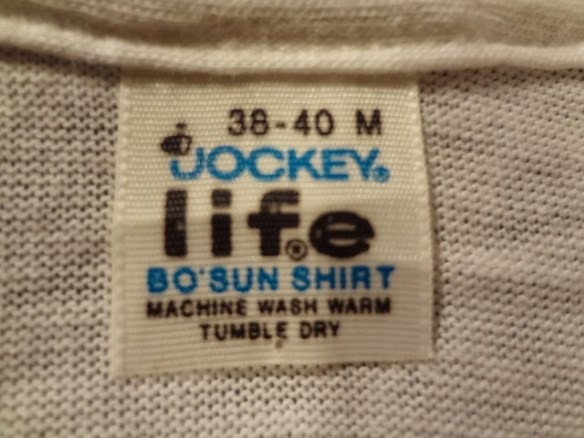 38-40 M
JOCKEY®
life®
BO'SUN SHIRT
MACHINE WASH WARM
TUMBLE DRY